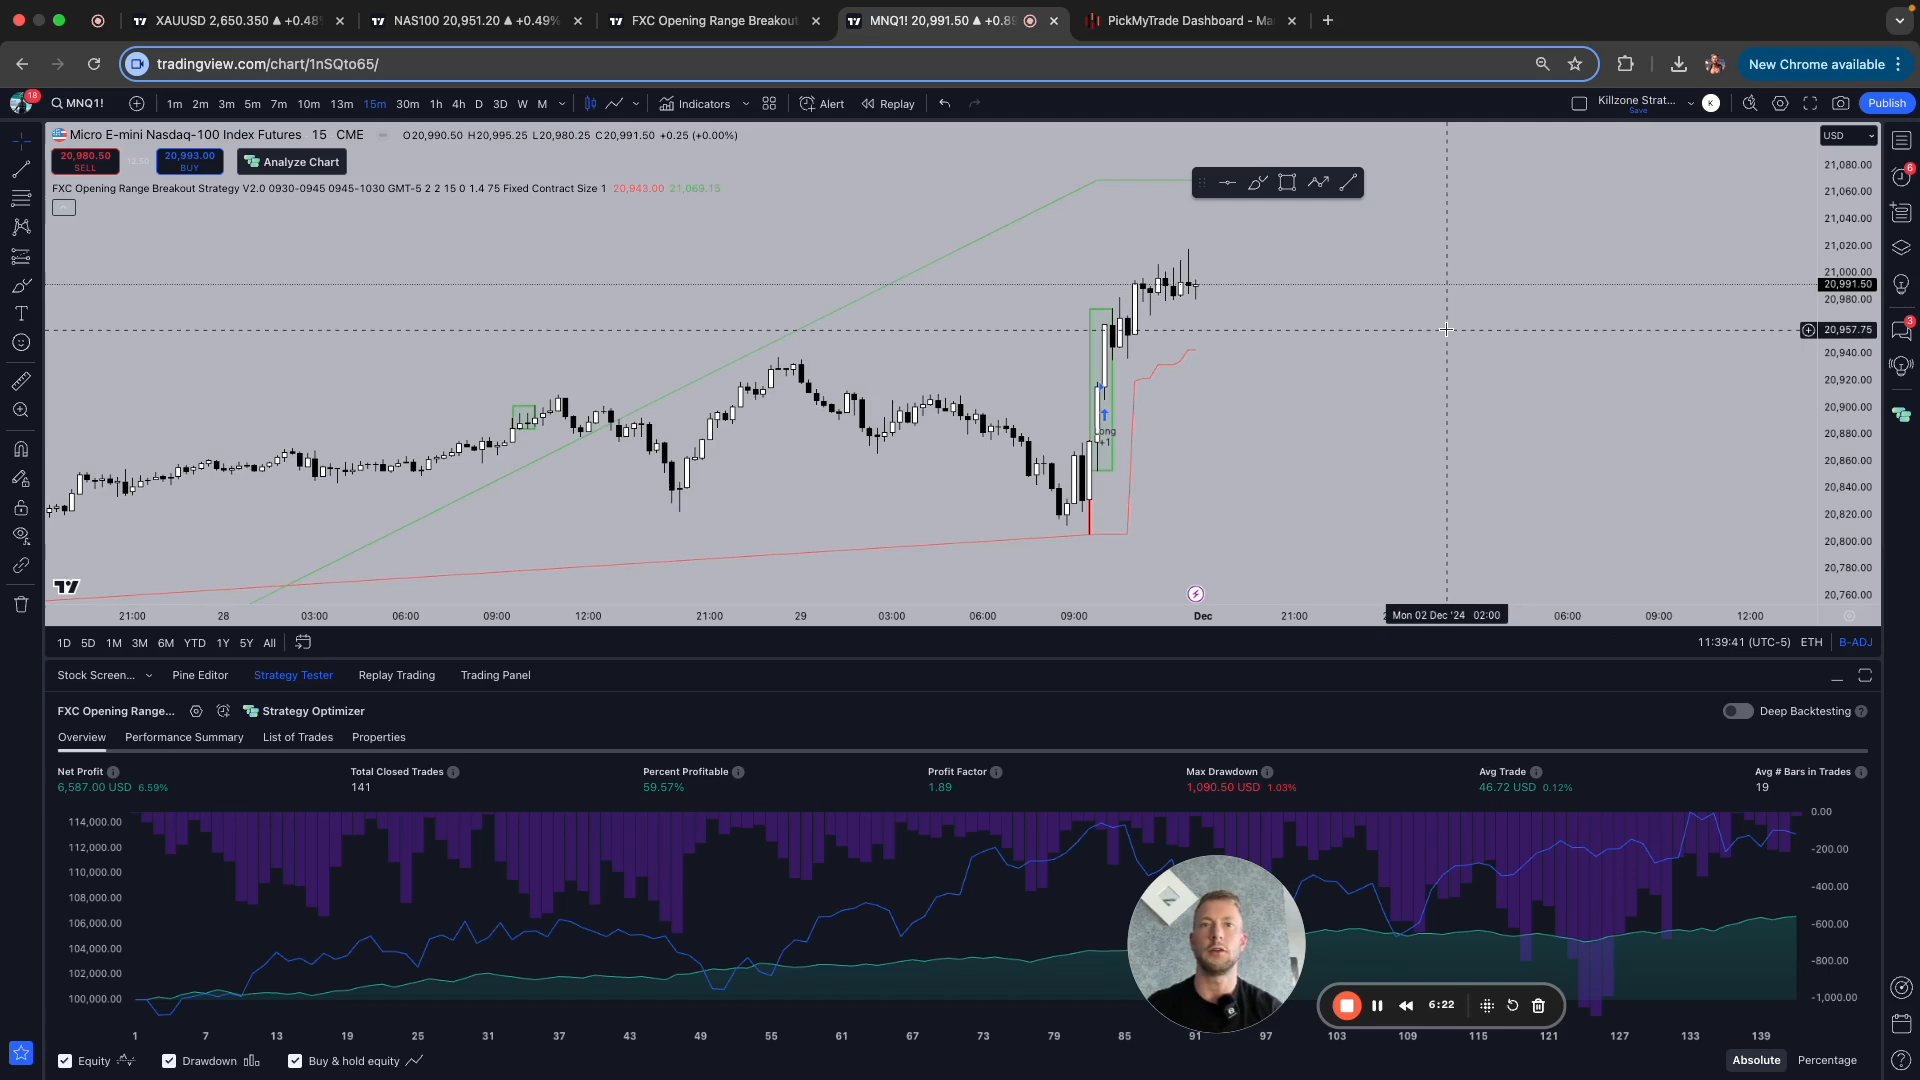 XAUUSD 2,650.350 ▲ +0.48
NAS100 20,951.20 ▲ +0.49%
FXC Opening Range Breakout
MNQ1! 20,991.50 ▲ +0.8
PickMyTrade Dashboard - Ma
tradingview.com/chart/1nSQto65/
New Chrome available
18
MNQ1!
1m 2m 3m 5m 7m 10m 13m 15m 30m 1h 4h D 3D W M
Indicators
Alert
Replay
Killzone Strat...
Save
K
Publish
Micro E-mini Nasdaq-100 Index Futures 15 CME
O20,990.50 H20,995.25 L20,980.25 C20,991.50 +0.25 (+0.00%)
USD
20,980.50
SELL
12.50
20,993.00
BUY
Analyze Chart
FXC Opening Range Breakout Strategy V2.0 0930-0945 0945-1030 GMT-5 2 2 15 0 1.4 75 Fixed Contract Size 1 20,943.00 21,069.15
21,080.00
21,060.00
21,040.00
21,020.00
21,000.00
20,991.50
20,980.00
20,957.75
20,940.00
20,920.00
20,900.00
20,880.00
20,860.00
20,840.00
20,820.00
20,800.00
20,780.00
20,760.00
6
3
Long
+1
21:00 28 03:00 06:00 09:00 12:00 21:00 29 03:00 06:00 09:00 Dec 21:00 Mon 02 Dec '24 02:00 06:00 09:00 12:00
1D 5D 1M 3M 6M YTD 1Y 5Y All
11:39:41 (UTC-5) ETH B-ADJ
Stock Screen... Pine Editor Strategy Tester Replay Trading Trading Panel
FXC Opening Range... Strategy Optimizer
Deep Backtesting
Overview Performance Summary List of Trades Properties
Net Profit Total Closed Trades Percent Profitable Profit Factor Max Drawdown Avg Trade Avg # Bars in Trades
6,587.00 USD 6.59% 141 59.57% 1.89 1,090.50 USD 1.03% 46.72 USD 0.12% 19
114,000.00
112,000.00
110,000.00
108,000.00
106,000.00
104,000.00
102,000.00
100,000.00
0.00
-200.00
-400.00
-600.00
-800.00
-1,000.00
6:22
1 7 13 19 25 31 37 43 49 55 61 67 73 79 85 91 97 103 109 115 121 127 133 139
Equity Drawdown Buy & hold equity
Absolute Percentage